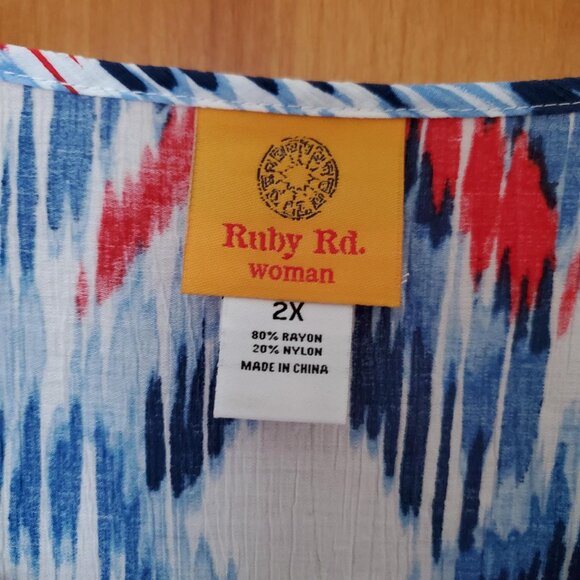 Ruby Rd.
woman
2X
80% RAYON
20% NYLON
MADE IN CHINA